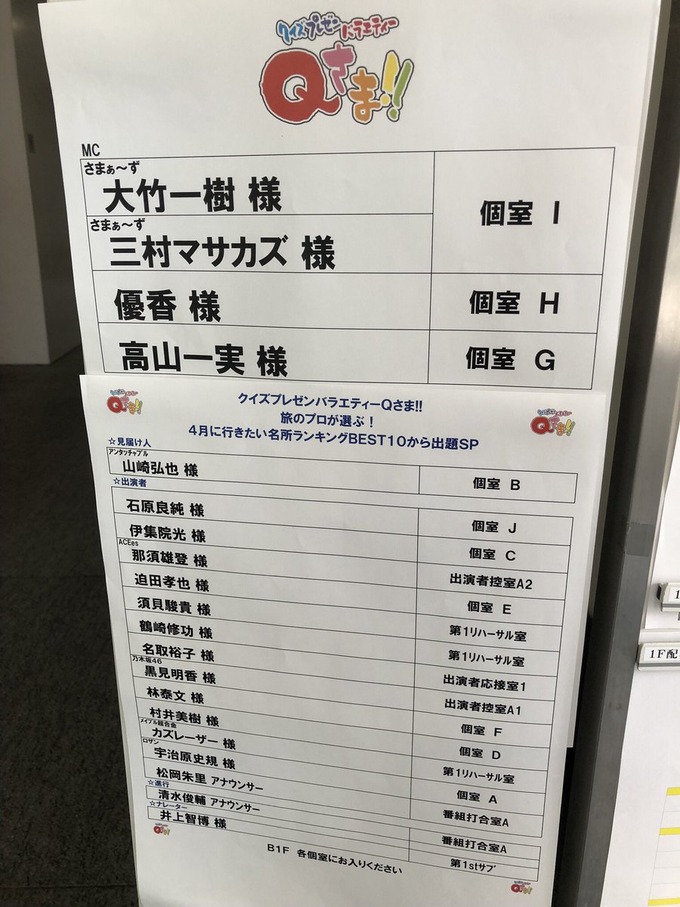 クイズプレゼンバラエティー
Qさま!!
MC
さまぁ～ず
大竹一樹 様
個室 I
さまぁ～ず
三村マサカズ 様
優香 様 個室 H
高山一実 様 個室 G
クイズプレゼンバラエティーQさま!!
旅のプロが選ぶ！
4月に行きたい名所ランキングBEST10から出題SP
☆見届け人
アンタッチャブル
山崎弘也 様 個室 B
☆出演者
石原良純 様 個室 J
伊集院光 様 個室 C
ACEes
那須雄登 様 出演者控室A2
迫田孝也 様 個室 E
須貝駿貴 様 第1リハーサル室
鶴崎修功 様 第1リハーサル室
名取裕子 様 出演者応接室1
乃木坂46
黒見明香 様 出演者控室A1
林泰文 様 個室 F
村井美樹 様 個室 D
メイプル超合金
カズレーザー 様 第1リハーサル室
ロザン
宇治原史規 様 個室 A
松岡朱里 アナウンサー 番組打合室A
☆進行
清水俊輔 アナウンサー 番組打合室A
☆ナレーター
井上智博 様 第1stサブ
B1F 各個室にお入りください
1F配